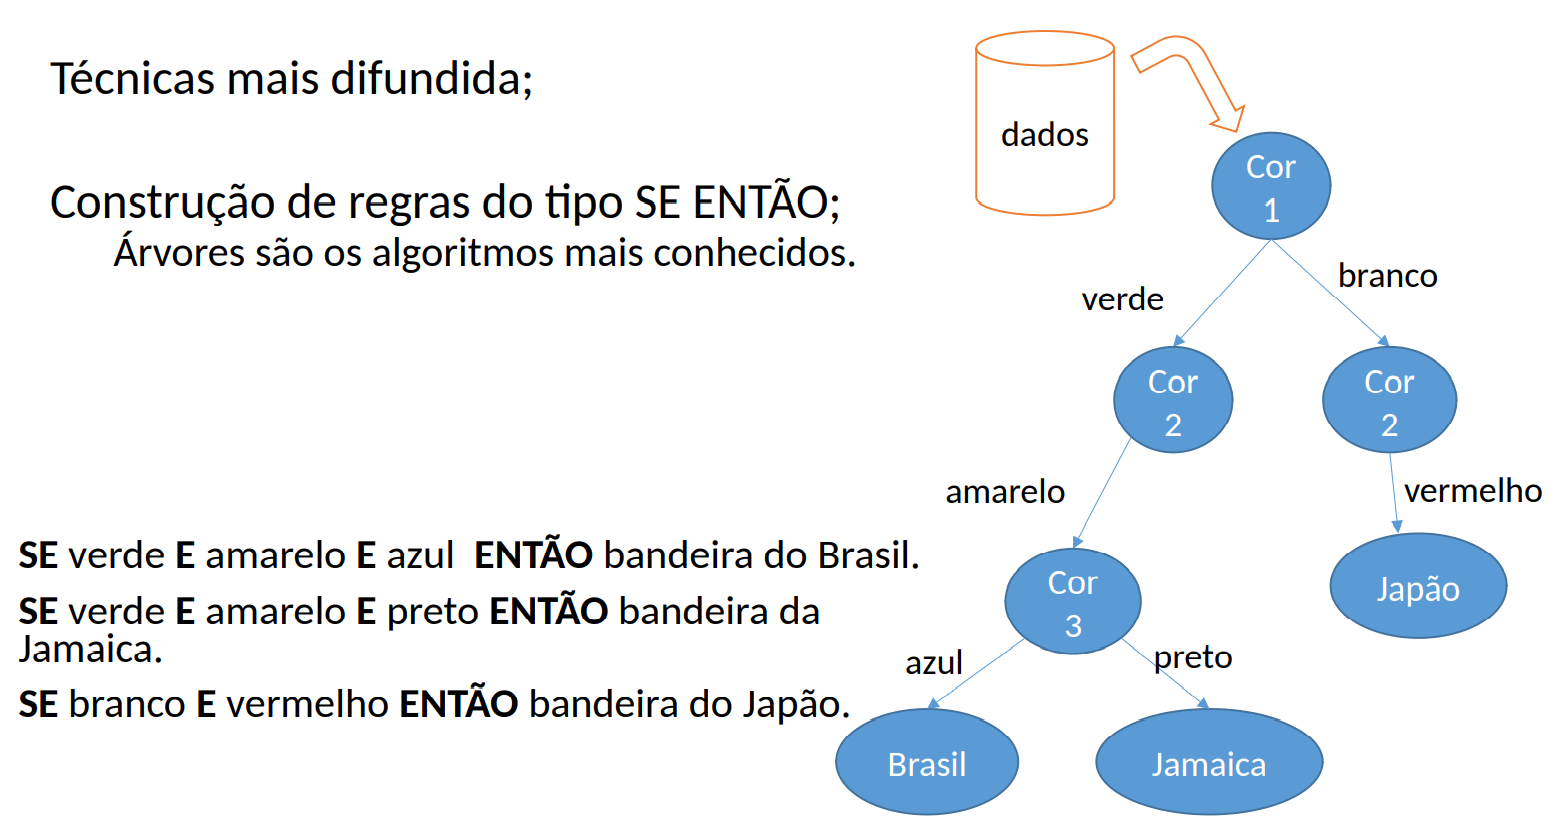 Técnicas mais difundida;
Construção de regras do tipo SE ENTÃO;
Árvores são os algoritmos mais conhecidos.
SE verde E amarelo E azul  ENTÃO bandeira do Brasil.
SE verde E amarelo E preto ENTÃO bandeira da
Jamaica.
SE branco E vermelho ENTÃO bandeira do Japão.
dados
Cor
1
verde
branco
Cor
2
Cor
2
amarelo
vermelho
Cor
3
Japão
azul
preto
Brasil
Jamaica